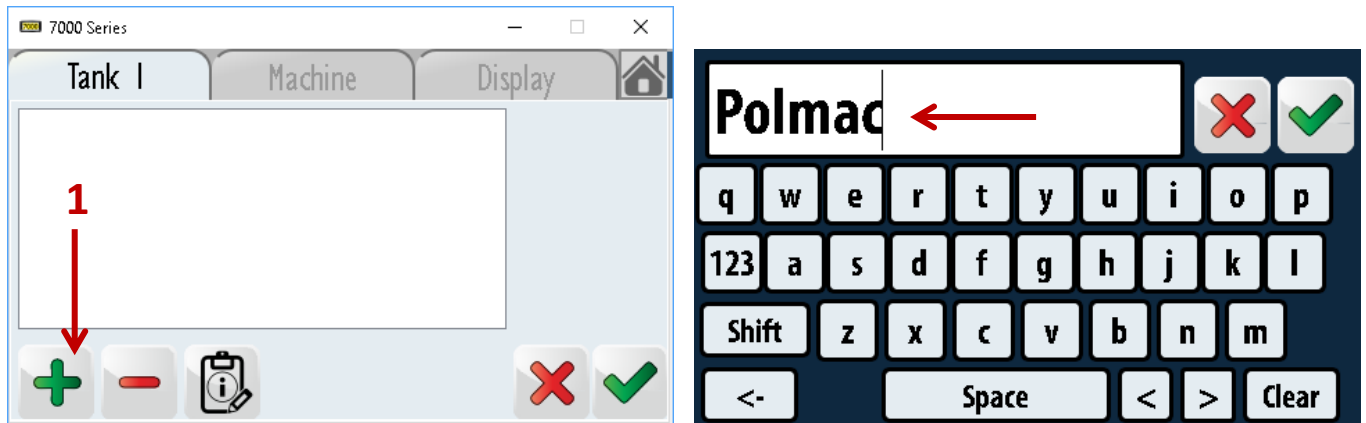 7000 Series
Tank 1
Machine
Display
1
Polmac
q w e r t y u i o p
123 a s d f g h j k l
Shift z x c v b n m
<- Space < > Clear